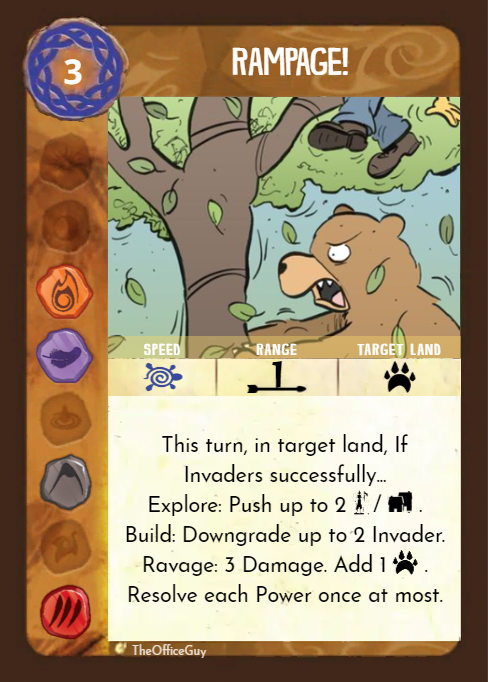 3
RAMPAGE!
SPEED RANGE TARGET LAND
1
This turn, in target land, If
Invaders successfully...
Explore: Push up to 2 / .
Build: Downgrade up to 2 Invader.
Ravage: 3 Damage. Add 1 .
Resolve each Power once at most.
TheOfficeGuy